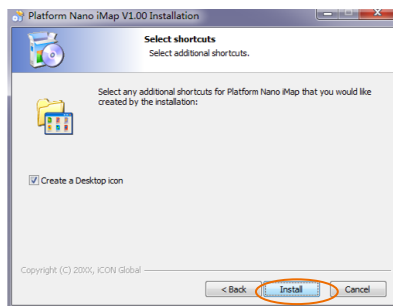 Platform Nano iMap V1.00 Installation
Select shortcuts
Select additional shortcuts.
Select any additional shortcuts for Platform Nano iMap that you would like
created by the installation:
Create a Desktop icon
Copyright (C) 20XX, iCON Global
< Back
Install
Cancel